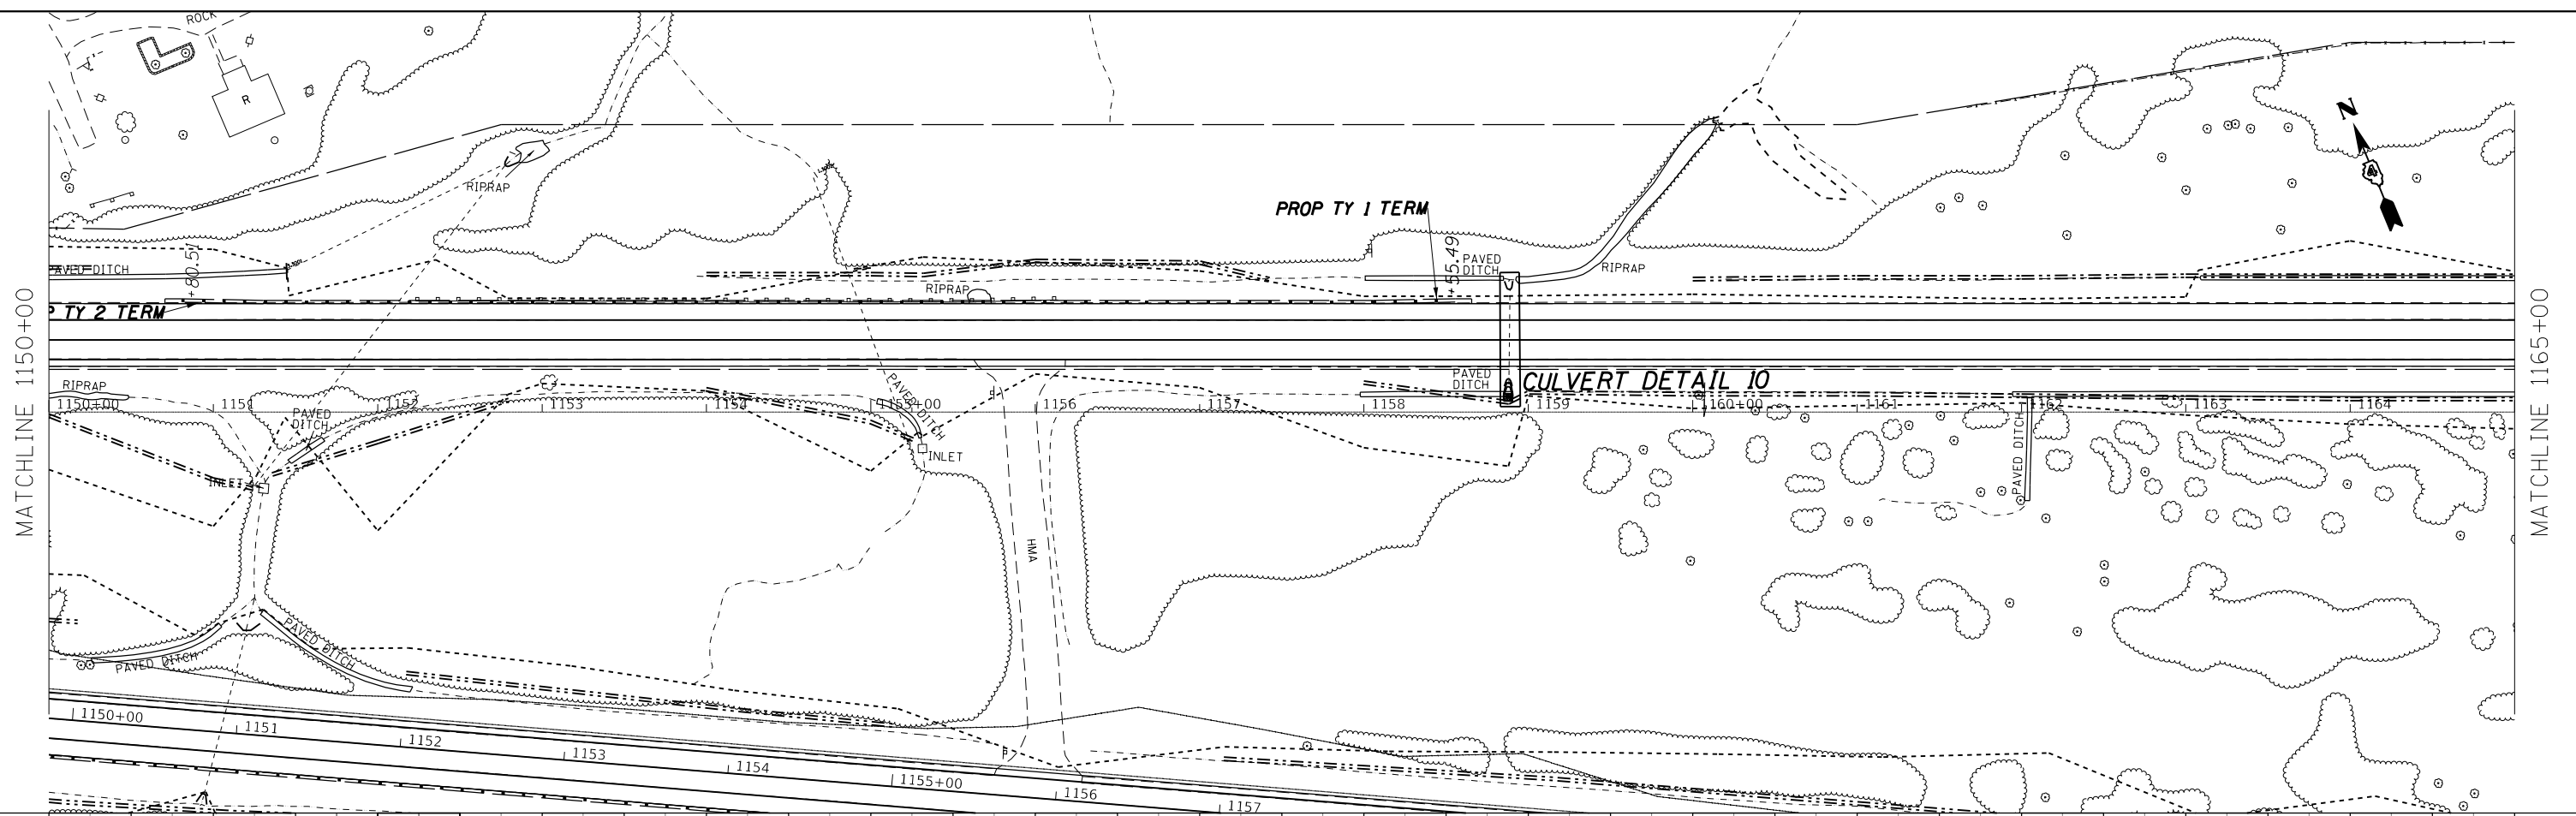 ROCK
R
N
RIPRAP
PROP TY 1 TERM
+80.51
+55.49
PAVED DITCH
PAVED
DITCH
RIPRAP
RIPRAP
TY 2 TERM
MATCHLINE 1150+00
MATCHLINE 1165+00
RIPRAP
PAVED DITCH
PAVED
DITCH
CULVERT DETAIL 10
1150+00
1151
1152
1153
1154
1155+00
1156
1157
1158
1159
1160+00
1161
1162
1163
1164
PAVED
DITCH
INLET
INLET
PAVED DITCH
HMA
PAVED DITCH
PAVED DITCH
1150+00
1151
1152
1153
1154
1155+00
1156
1157